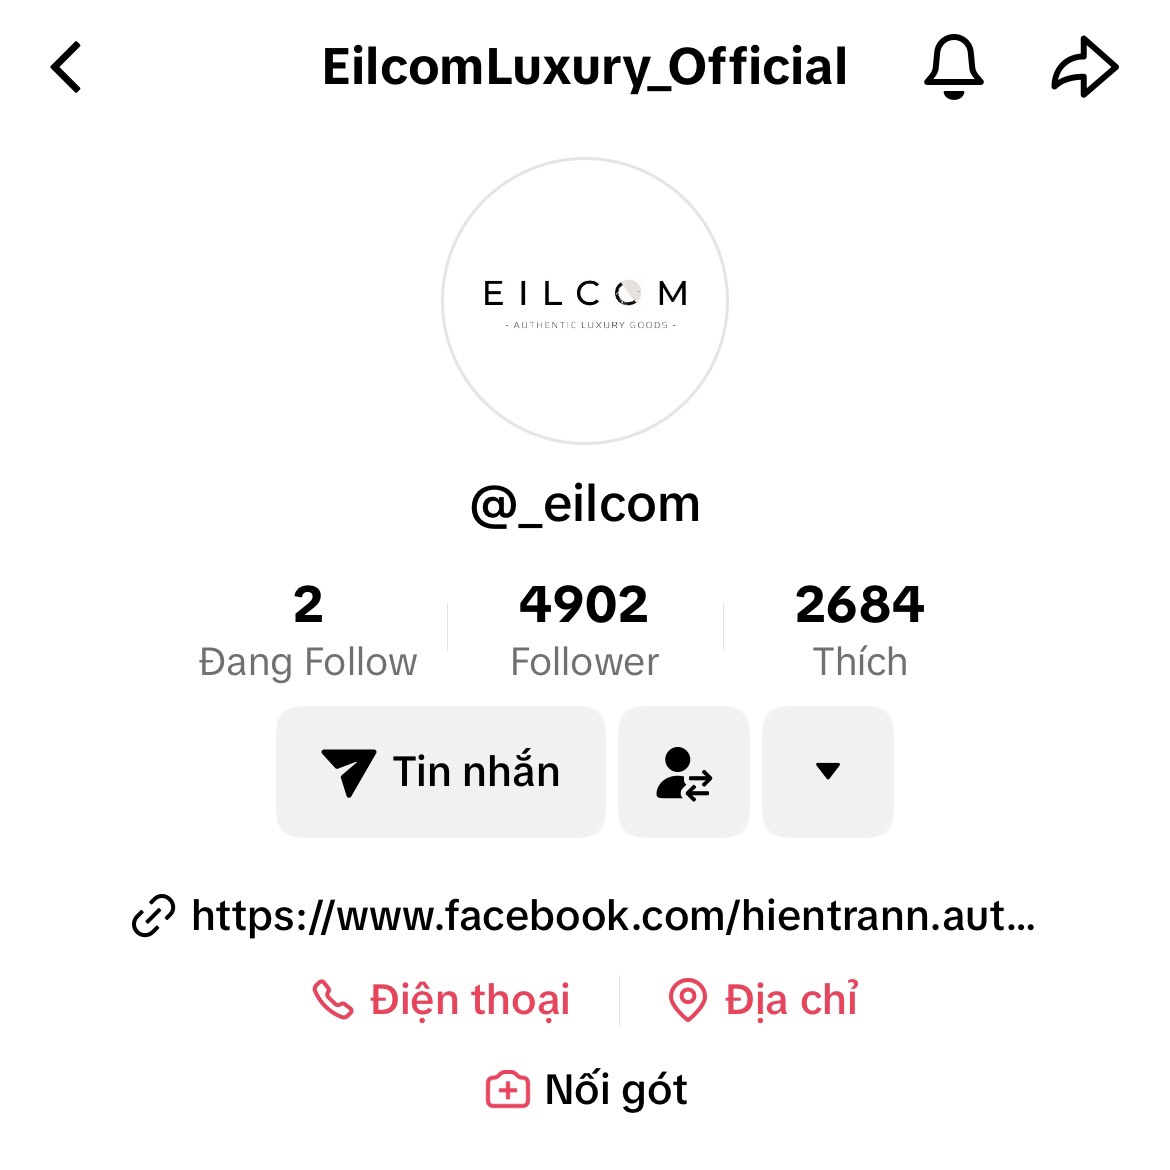 EilcomLuxury_Official
EILCOM
- AUTHENTIC LUXURY GOODS -
@_eilcom
2 4902 2684
Đang Follow Follower Thích
Tin nhắn
https://www.facebook.com/hientrann.aut...
Điện thoại Địa chỉ
Nối gót